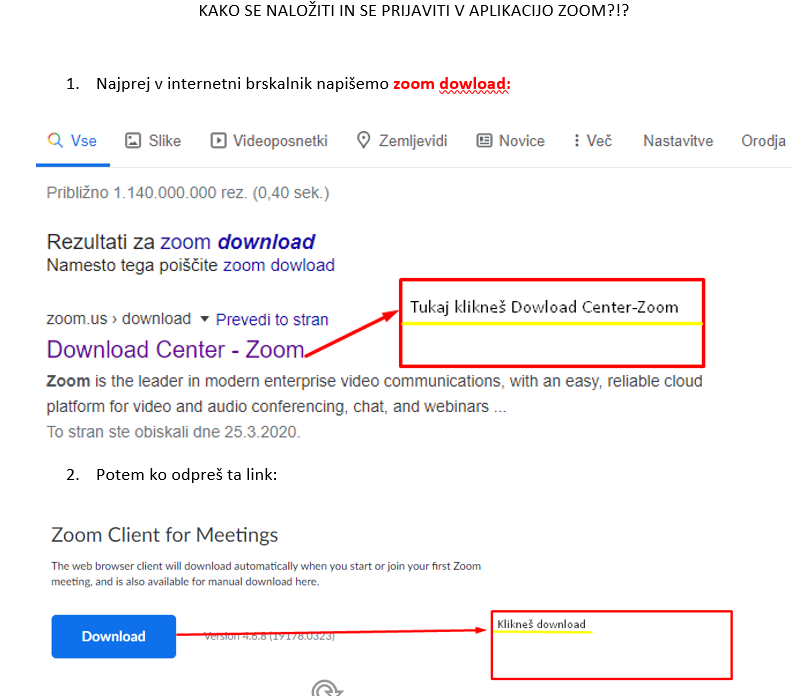 KAKO SE NALOŽITI IN SE PRIJAVITI V APLIKACIJO ZOOM?!?
1. Najprej v internetni brskalnik napišemo zoom dowload:
Vse Slike Videoposnetki Zemljevidi Novice Več Nastavitve Orodja
Približno 1.140.000.000 rez. (0,40 sek.)
Rezultati za zoom download
Namesto tega poiščite zoom dowload
Tukaj klikneš Dowload Center-Zoom
zoom.us › download ▼ Prevedi to stran
Download Center - Zoom
Zoom is the leader in modern enterprise video communications, with an easy, reliable cloud
platform for video and audio conferencing, chat, and webinars ...
To stran ste obiskali dne 25.3.2020.
2. Potem ko odpreš ta link:
Zoom Client for Meetings
The web browser client will download automatically when you start or join your first Zoom
meeting, and is also available for manual download here.
Klikneš download
Download Version 4.6.8 (19178.0323)